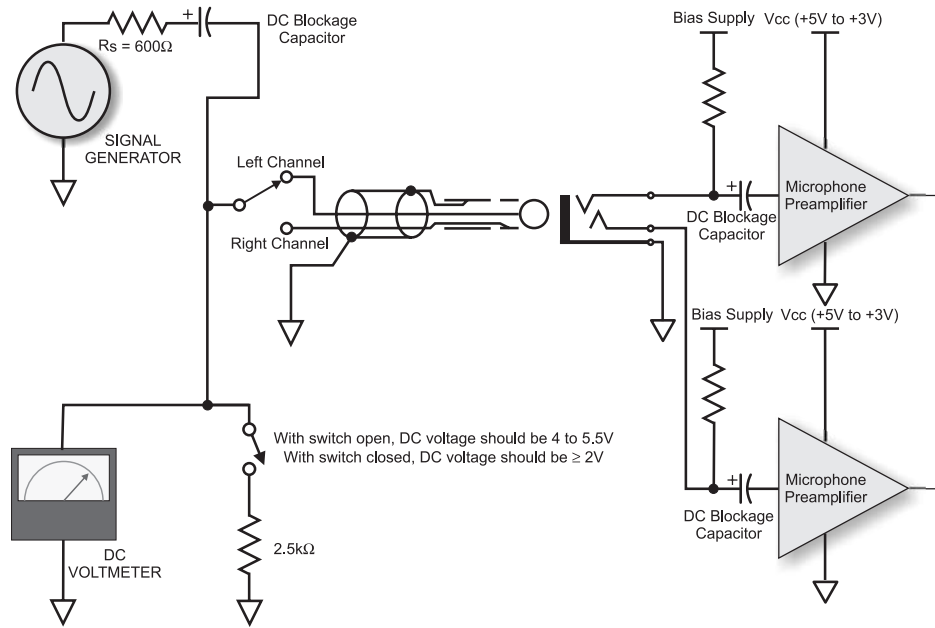 +
DC Blockage
Capacitor
Rs = 600Ω
SIGNAL
GENERATOR
Bias Supply Vcc (+5V to +3V)
Left Channel
Right Channel
+
DC Blockage
Capacitor
Microphone
Preamplifier
Bias Supply Vcc (+5V to +3V)
With switch open, DC voltage should be 4 to 5.5V
With switch closed, DC voltage should be ≥ 2V
+
DC Blockage
Capacitor
Microphone
Preamplifier
2.5kΩ
DC
VOLTMETER